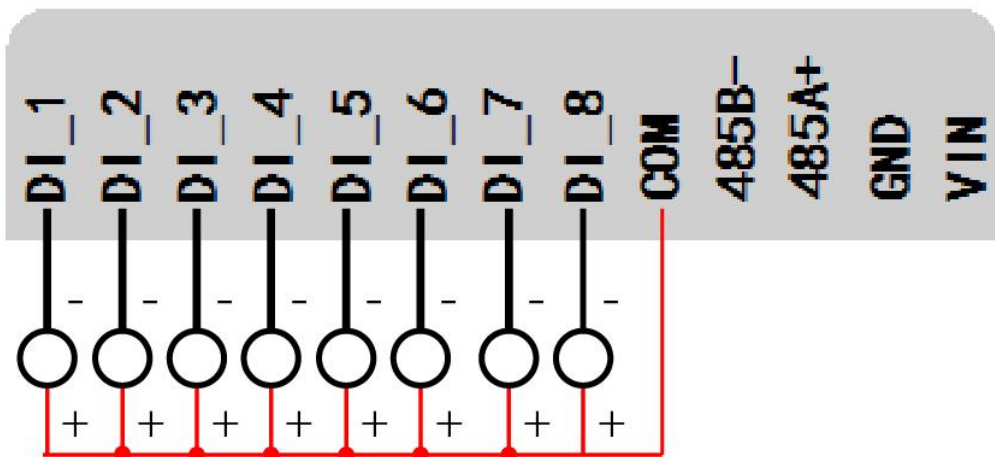 DI_1
DI_2
DI_3
DI_4
DI_5
DI_6
DI_7
DI_8
COM
485B-
485A+
GND
VIN
- - - - - - - -
+ + + + + + + +